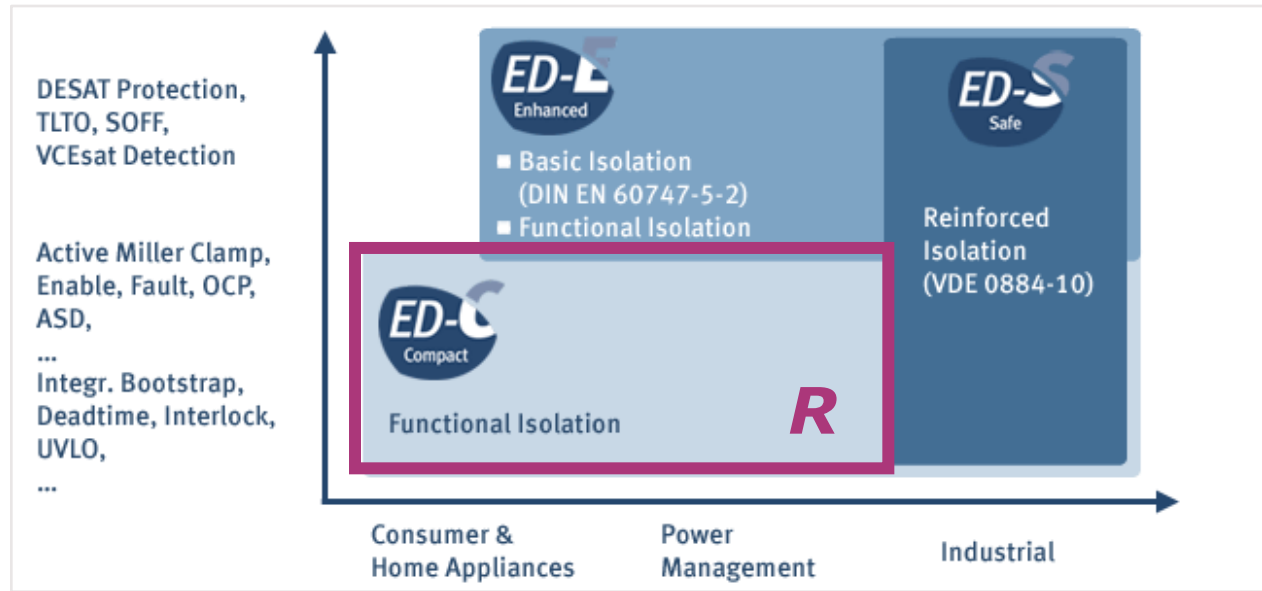 DESAT Protection,
TLTO, SOFF,
VCEsat Detection
Active Miller Clamp,
Enable, Fault, OCP,
ASD,
...
Integr. Bootstrap,
Deadtime, Interlock,
UVLO,
...
ED-E
Enhanced
■ Basic Isolation
(DIN EN 60747-5-2)
■ Functional Isolation
ED-S
Safe
Reinforced
Isolation
(VDE 0884-10)
ED-C
Compact
Functional Isolation
R
Consumer &
Home Appliances
Power
Management
Industrial